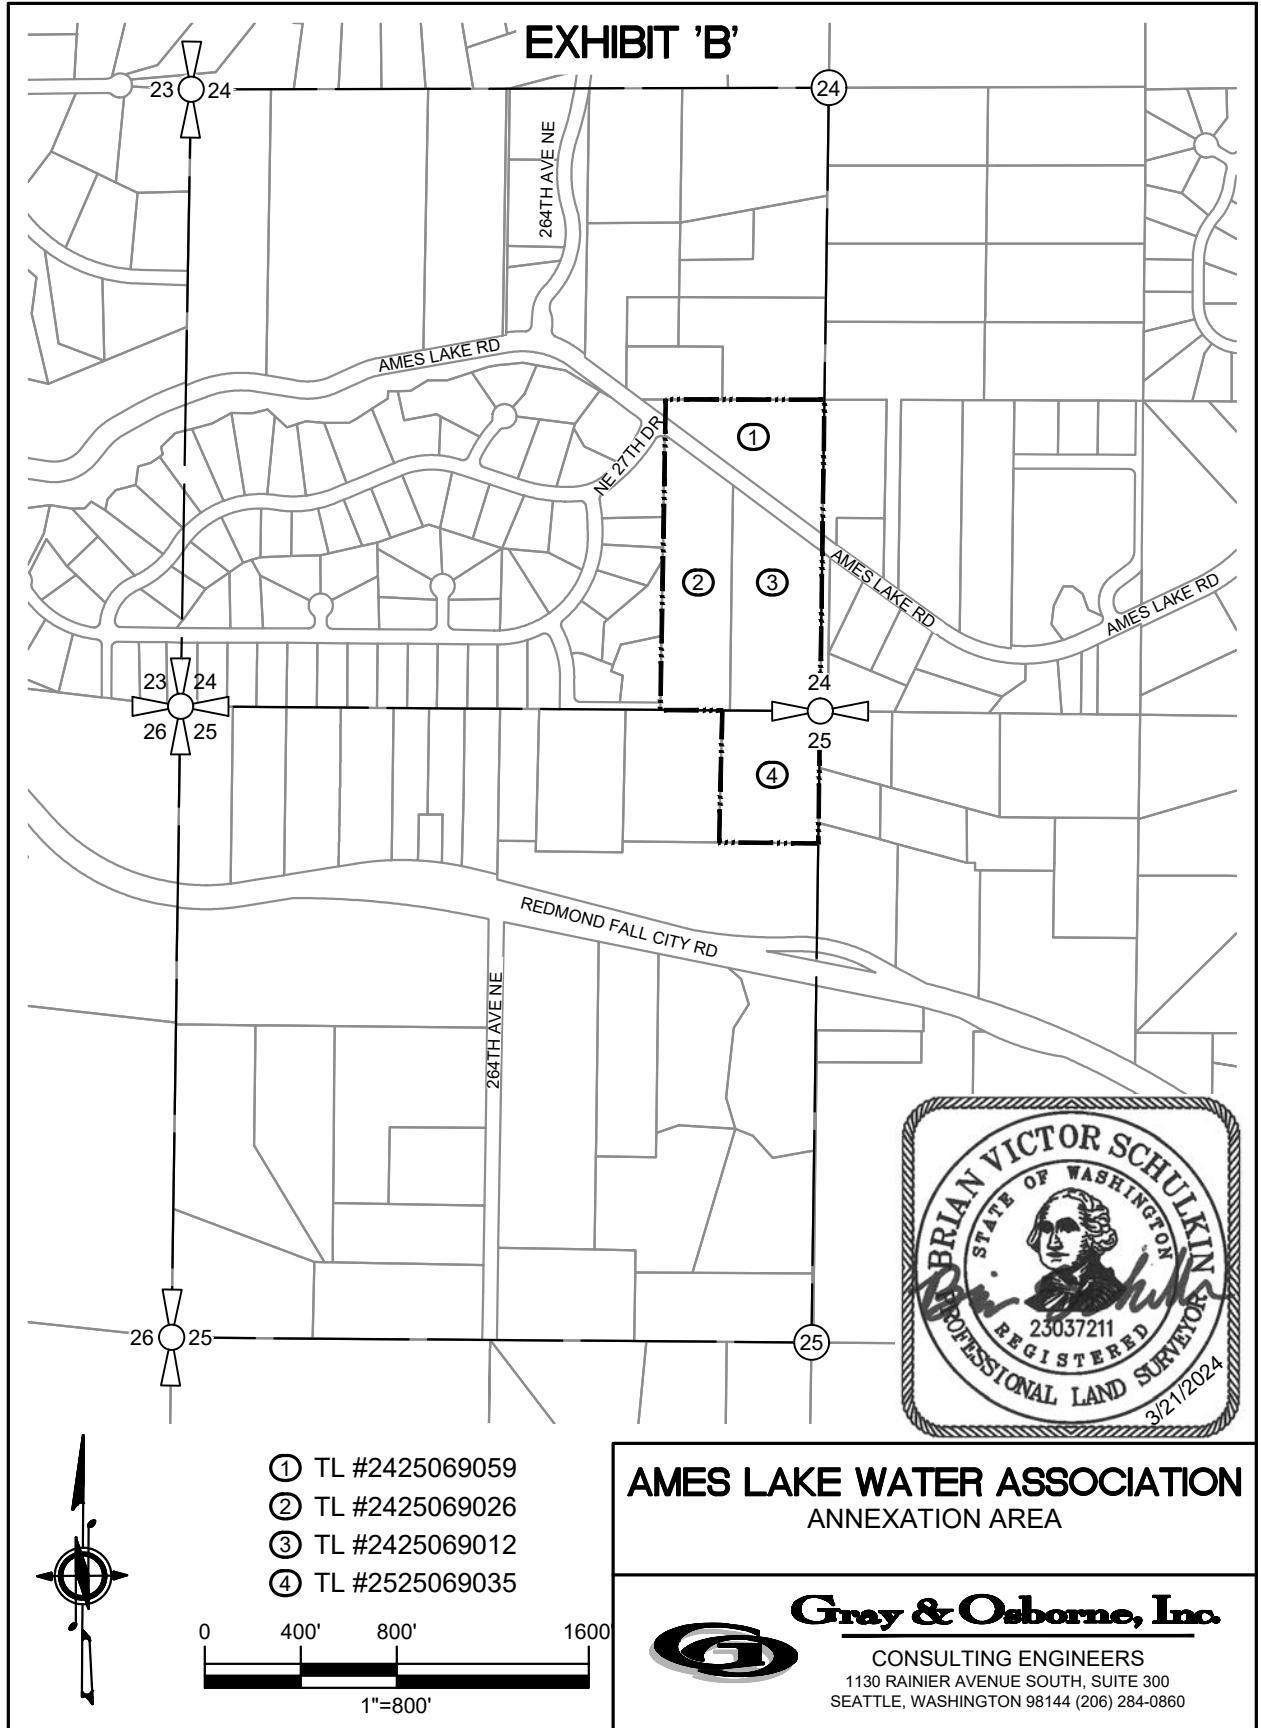 EXHIBIT 'B'
23 24
24
264TH AVE NE
AMES LAKE RD
NE 27TH DR
1
2
3
AMES LAKE RD
AMES LAKE RD
23 24
26 25
24
25
4
REDMOND FALL CITY RD
264TH AVE NE
26 25
25
BRIAN VICTOR SCHULKIN
STATE OF WASHINGTON
23037211
REGISTERED
PROFESSIONAL LAND SURVEYOR
3/21/2024
1 TL #2425069059
2 TL #2425069026
3 TL #2425069012
4 TL #2525069035
0 400' 800' 1600'
1"=800'
AMES LAKE WATER ASSOCIATION
ANNEXATION AREA
Gray & Osborne, Inc.
CONSULTING ENGINEERS
1130 RAINIER AVENUE SOUTH, SUITE 300
SEATTLE, WASHINGTON 98144 (206) 284-0860